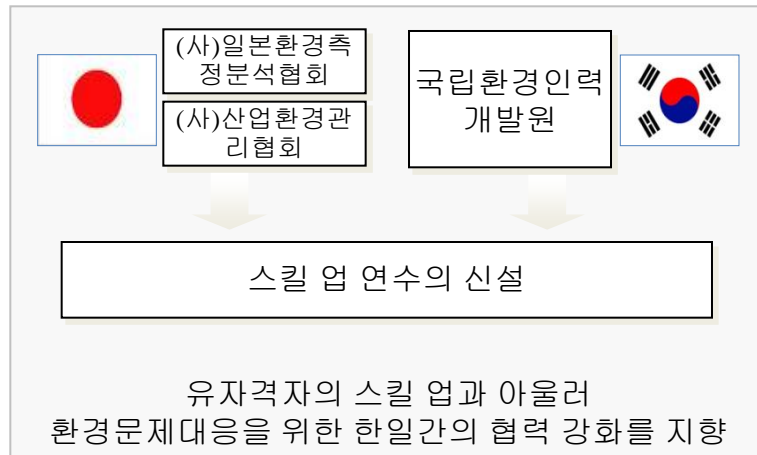 (사)일본환경측
정분석협회
(사)산업환경관
리협회
국립환경인력
개발원
스킬 업 연수의 신설
유자격자의 스킬 업과 아울러
환경문제대응을 위한 한일간의 협력 강화를 지향